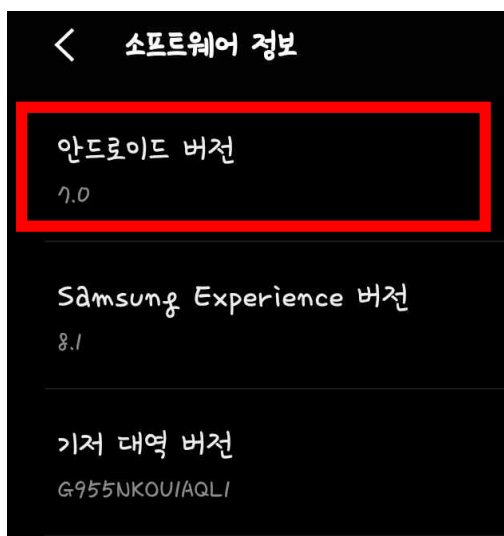 소프트웨어 정보
안드로이드 버전
7.0
Samsung Experience 버전
8.1
기저 대역 버전
G955NKOU1AQL1